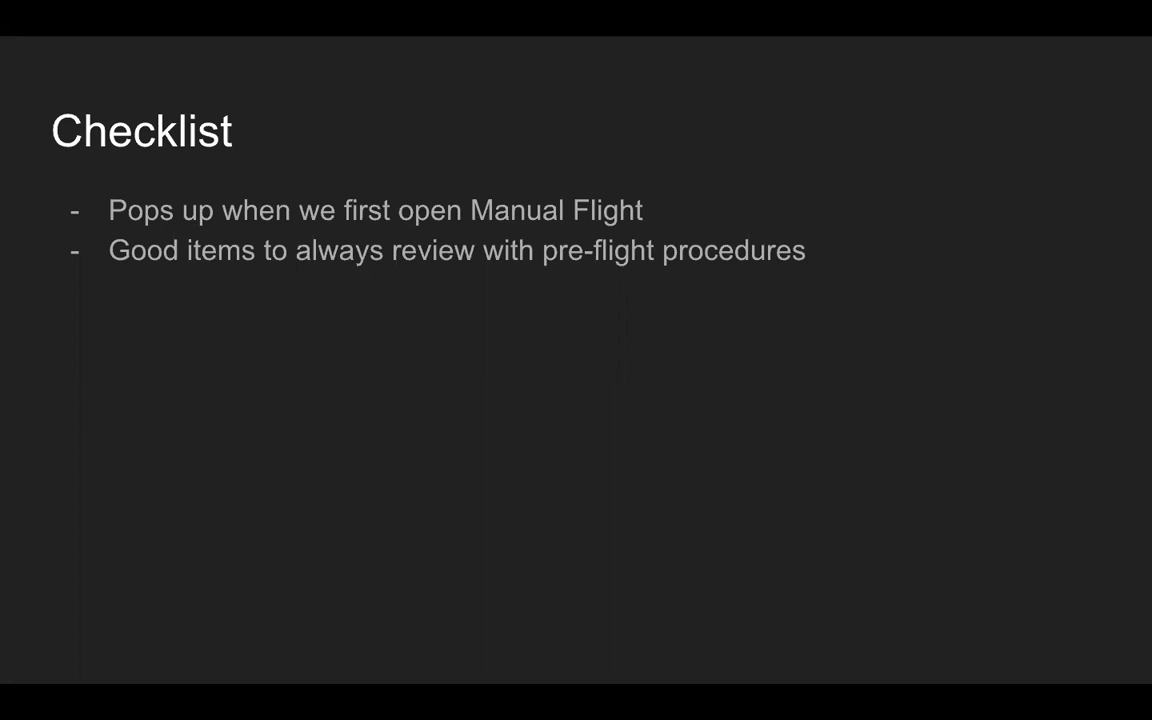 Checklist
- Pops up when we first open Manual Flight
- Good items to always review with pre-flight procedures